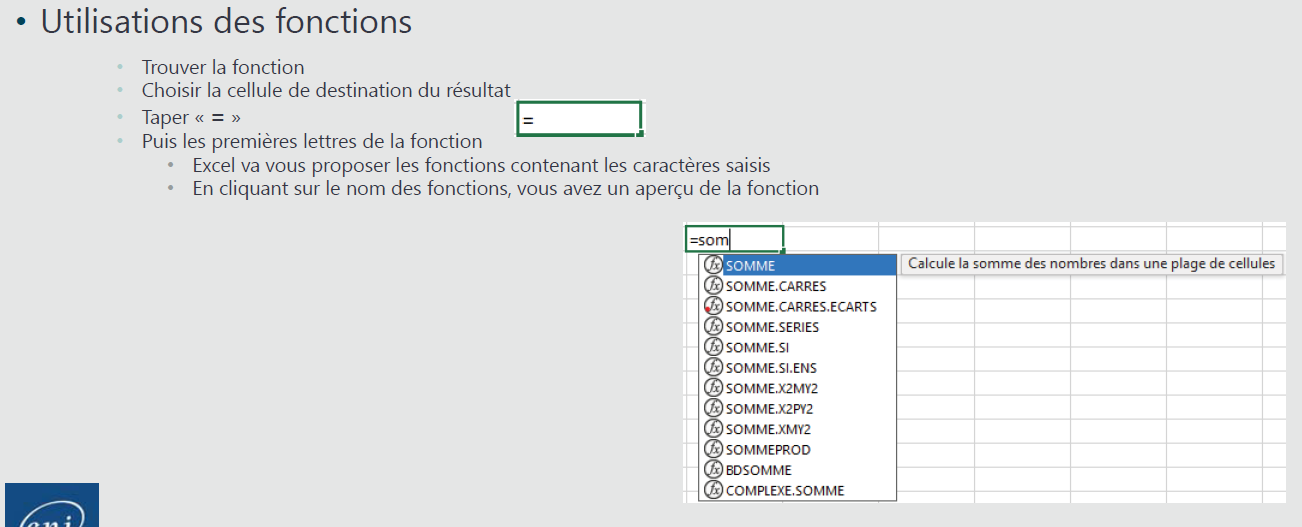 • Utilisations des fonctions
• Trouver la fonction
• Choisir la cellule de destination du résultat
• Taper « = »
=
• Puis les premières lettres de la fonction
• Excel va vous proposer les fonctions contenant les caractères saisis
• En cliquant sur le nom des fonctions, vous avez un aperçu de la fonction
=som
SOMME
Calcule la somme des nombres dans une plage de cellules
SOMME.CARRES
SOMME.CARRES.ECARTS
SOMME.SERIES
SOMME.SI
SOMME.SI.ENS
SOMME.X2MY2
SOMME.X2PY2
SOMME.XMY2
SOMMEPROD
BDSOMME
COMPLEXE.SOMME
eni